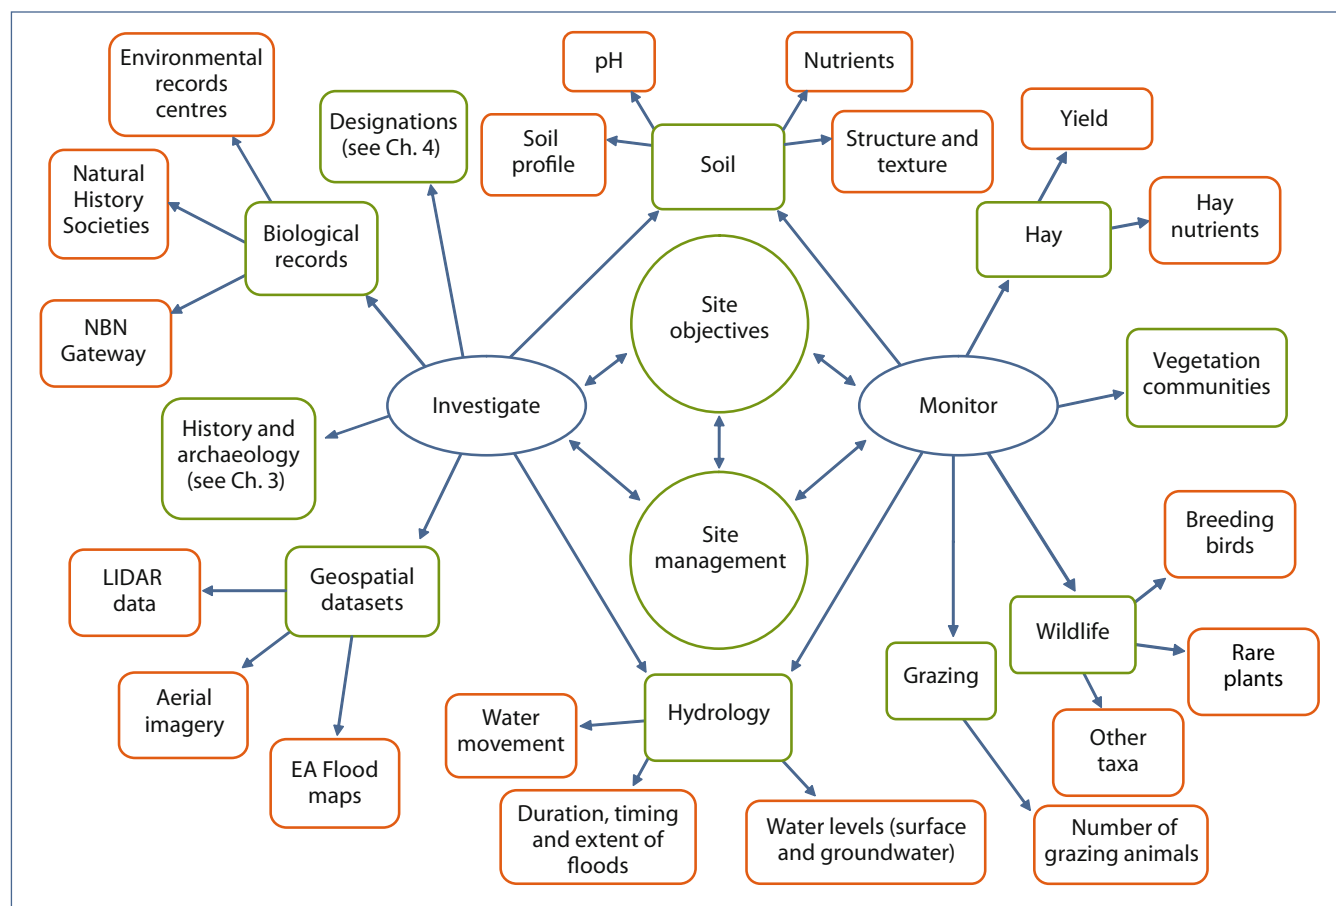 Environmental
records
centres
Designations
(see Ch. 4)
pH
Nutrients
Soil
profile
Soil
Structure and
texture
Yield
Natural
History
Societies
Biological
records
Hay
Hay
nutrients
NBN
Gateway
Site
objectives
Vegetation
communities
Investigate
Monitor
History and
archaeology
(see Ch. 3)
Site
management
LIDAR
data
Geospatial
datasets
Breeding
birds
Wildlife
Rare
plants
Grazing
Aerial
imagery
Water
movement
Hydrology
Other
taxa
EA Flood
maps
Duration, timing
and extent of
floods
Water levels (surface
and groundwater)
Number of
grazing animals